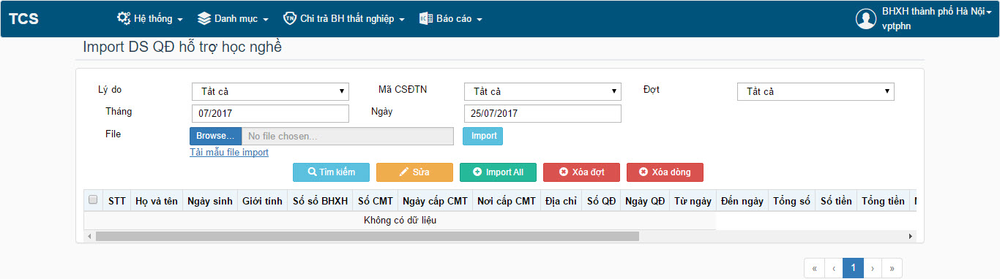 TCS Hệ thống Danh mục TN Chi trả BH thất nghiệp BC Báo cáo BHXH thành phố Hà Nội
vptphn
Import DS QĐ hỗ trợ học nghề
Lý do Tất cả Mã CSĐTN Tất cả Đợt Tất cả
Tháng 07/2017 Ngày 25/07/2017
File Browse... No file chosen... Import
Tải mẫu file import
Tìm kiếm Sửa Import All Xóa đợt Xóa dòng
STT Họ và tên Ngày sinh Giới tính Số sổ BHXH Số CMT Ngày cấp CMT Nơi cấp CMT Địa chỉ Số QĐ Ngày QĐ Từ ngày Đến ngày Tổng số Số tiền Tổng tiền
Không có dữ liệu
« ‹ 1 › »